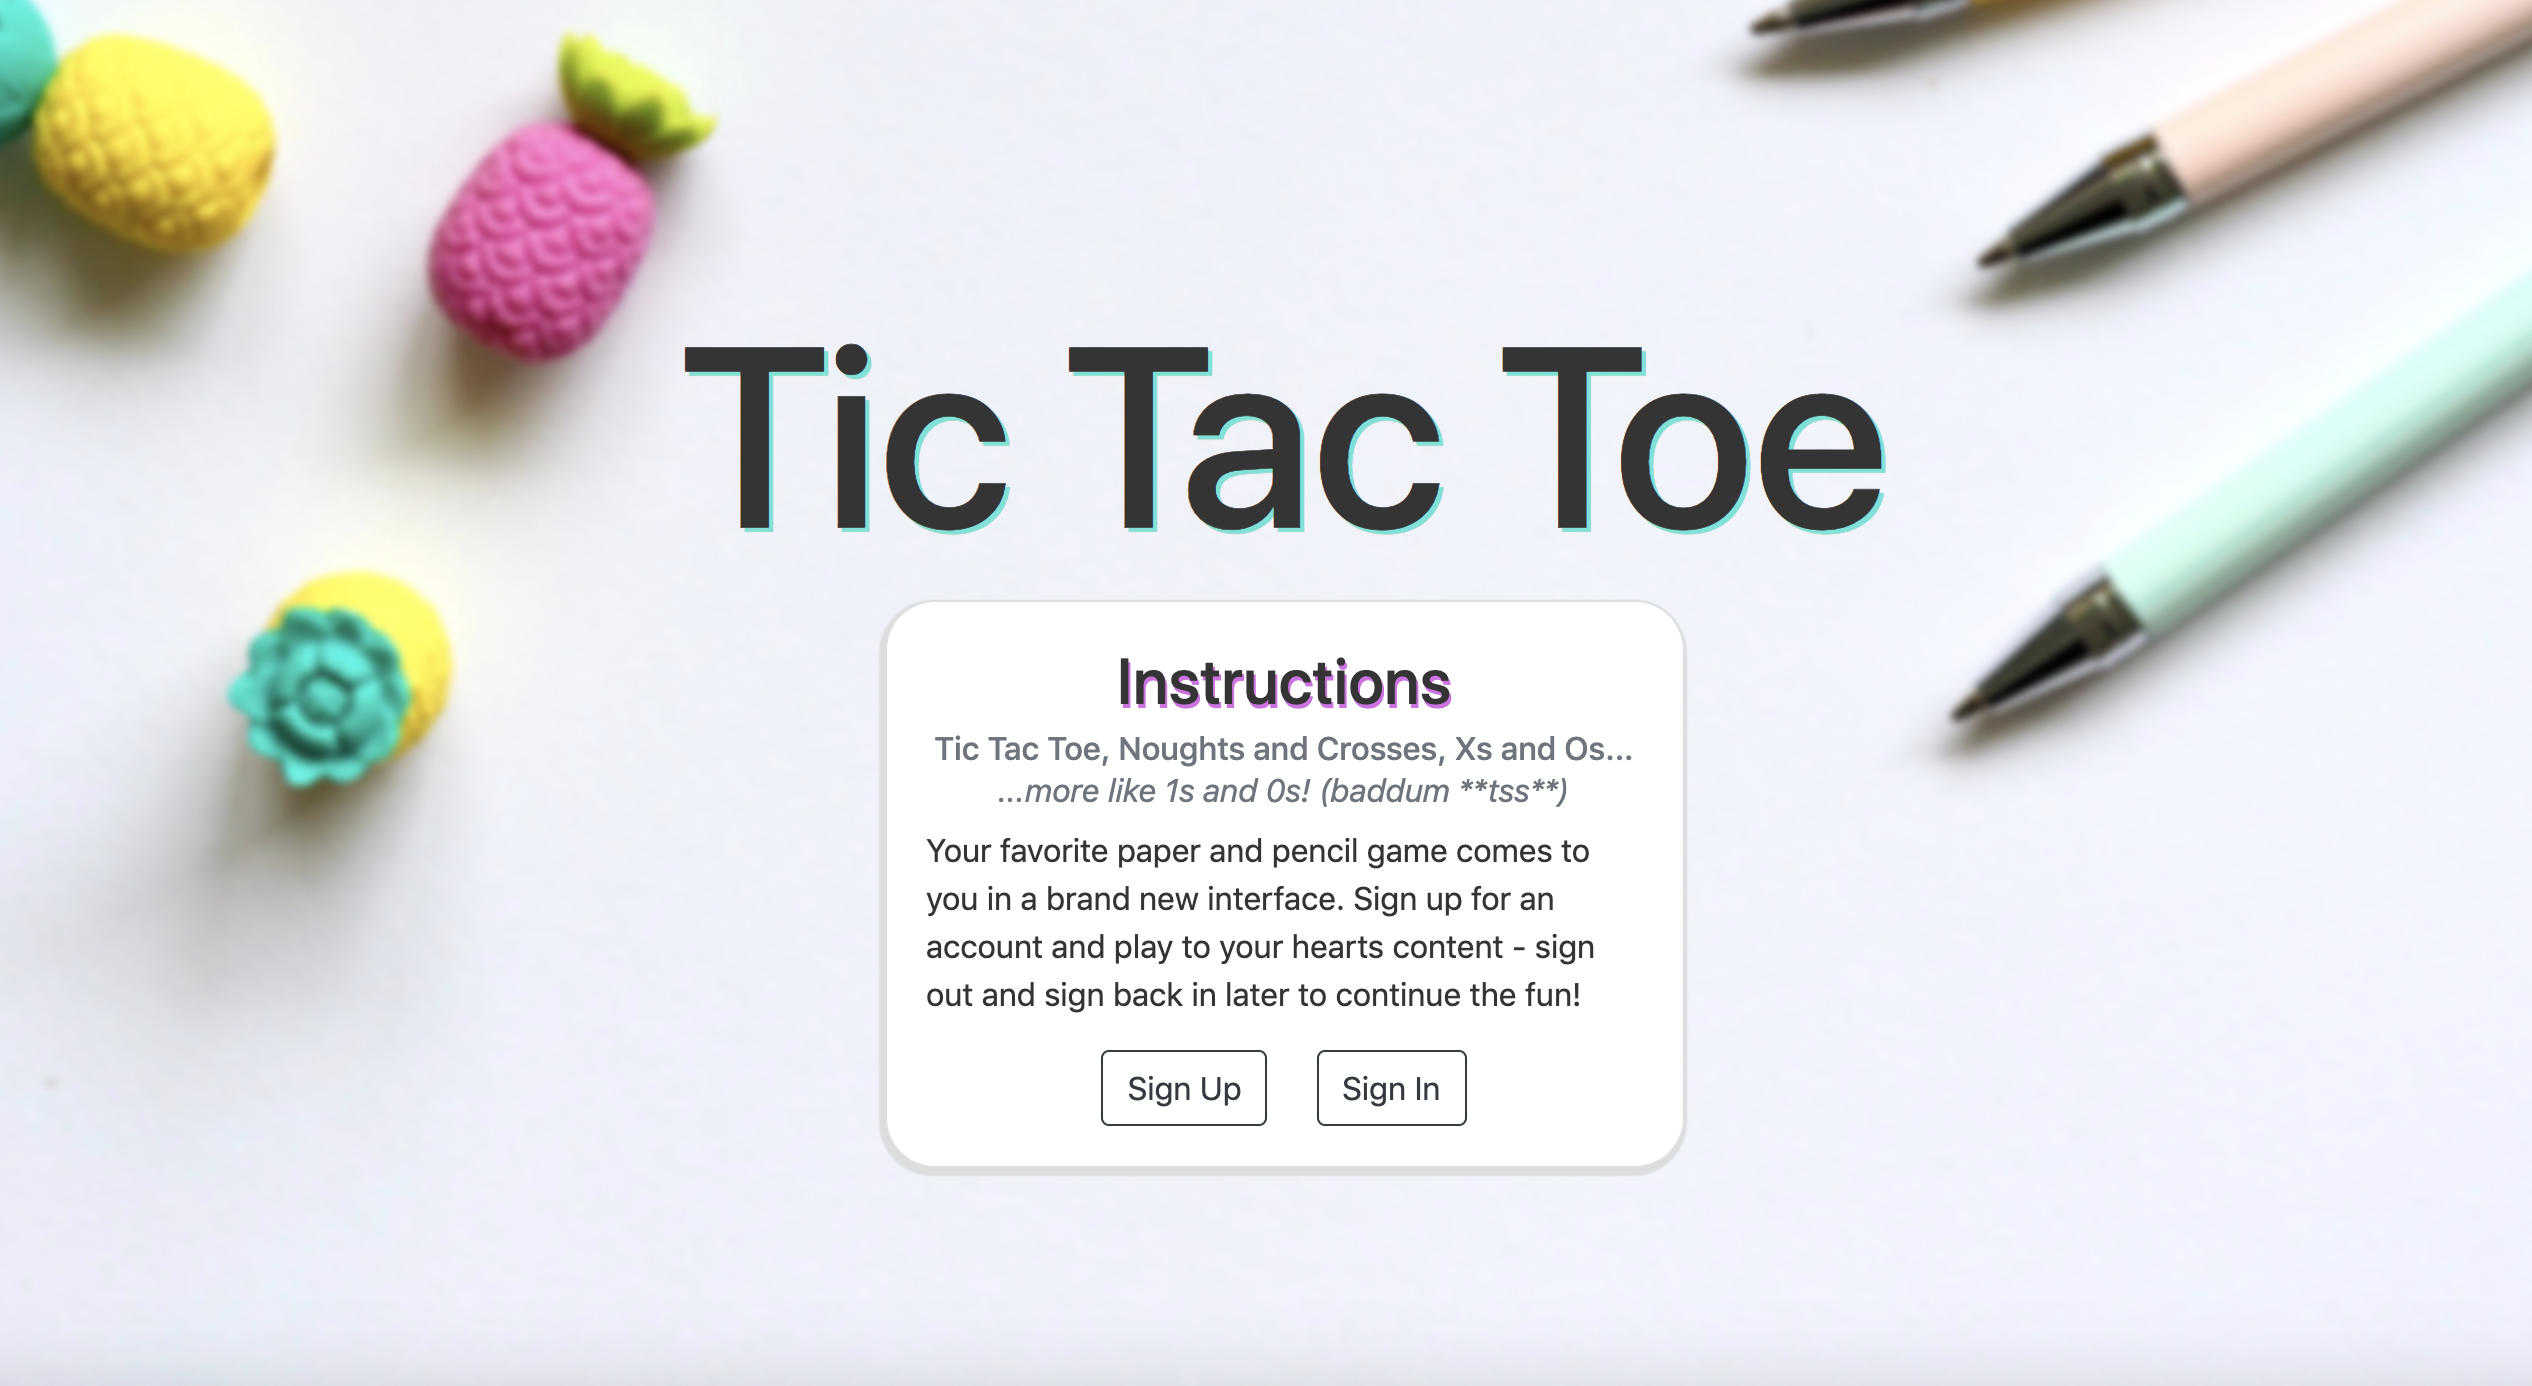 Tic Tac Toe
Instructions
Tic Tac Toe, Noughts and Crosses, Xs and Os...
...more like 1s and 0s! (baddum **tss**)
Your favorite paper and pencil game comes to
you in a brand new interface. Sign up for an
account and play to your hearts content - sign
out and sign back in later to continue the fun!
Sign Up
Sign In